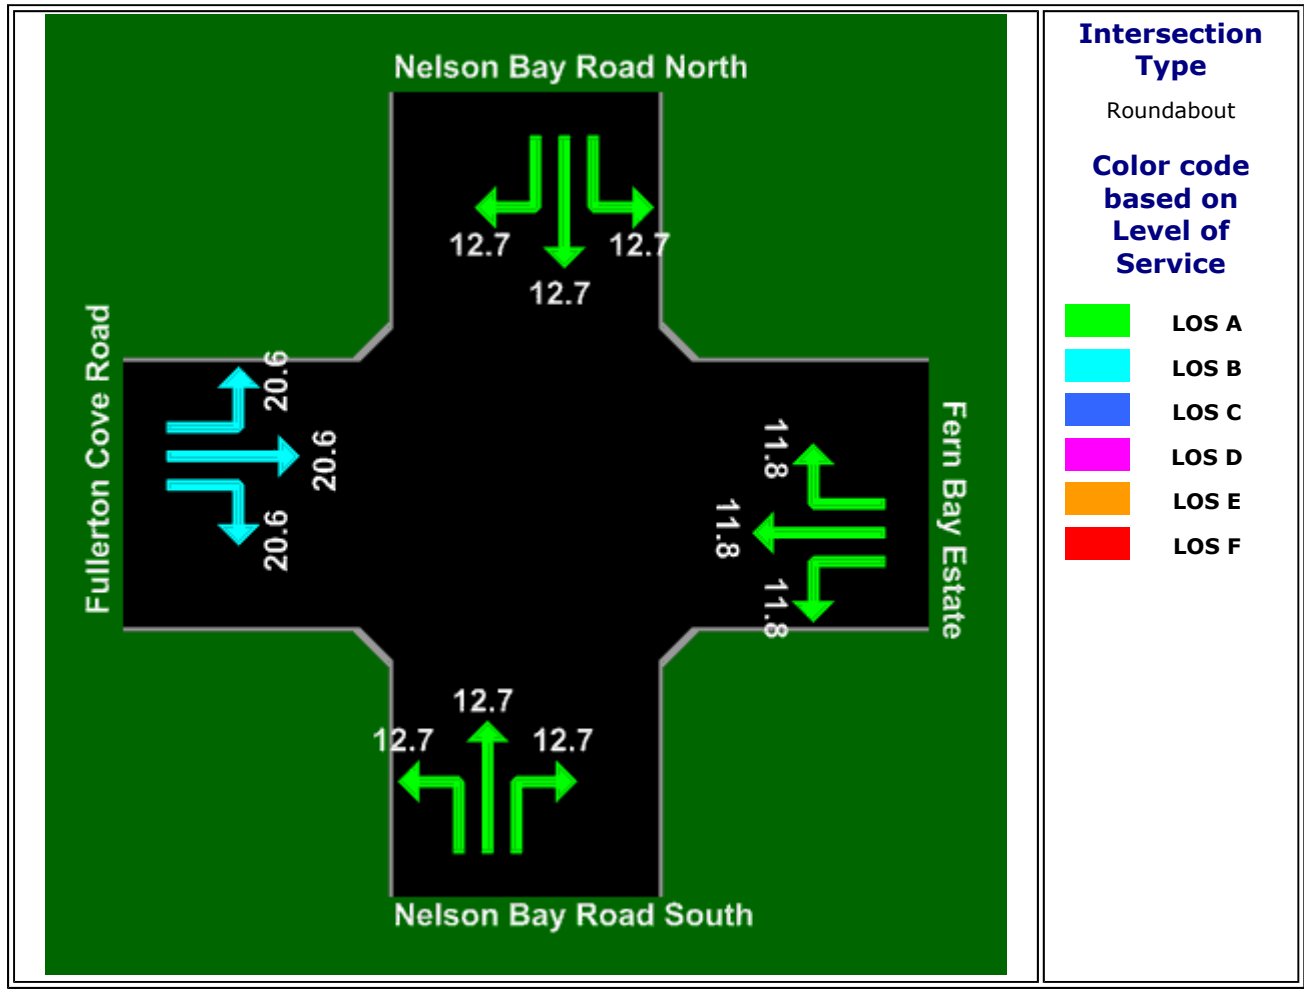 Nelson Bay Road North
12.7
12.7
12.7
Fullerton Cove Road
20.6
20.6
20.6
11.8
11.8
11.8
Fern Bay Estate
12.7
12.7
12.7
Nelson Bay Road South
Intersection
Type
Roundabout
Color code
based on
Level of
Service
LOS A
LOS B
LOS C
LOS D
LOS E
LOS F